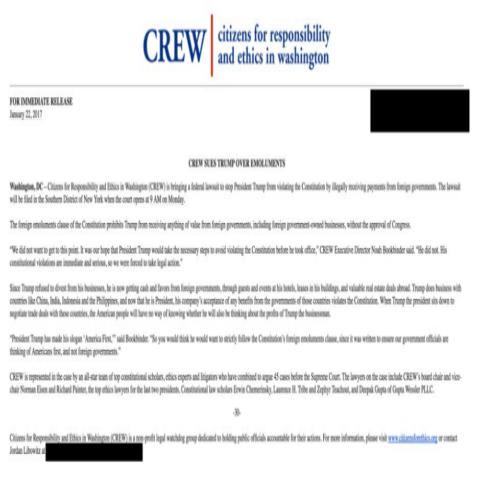 CREW
citizens for responsibility
and ethics in washington
FOR IMMEDIATE RELEASE
January 22, 2017
CREW SUES TRUMP OVER EMOLUMENTS
Washington, DC – Citizens for Responsibility and Ethics in Washington (CREW) is bringing a federal lawsuit to stop President Trump from violating the Constitution by illegally receiving payments from foreign governments. The lawsuit
will be filed in the Southern District of New York when the court opens at 9 AM on Monday.
The foreign emoluments clause of the Constitution prohibits Trump from receiving anything of value from foreign governments, including foreign government-owned businesses, without the approval of Congress.
“We did not want to get to this point. It was our hope that President Trump would take the necessary steps to avoid violating the Constitution before he took office,” CREW Executive Director Noah Bookbinder said. “He did not. His
constitutional violations are immediate and serious, so we were forced to take legal action.”
Since Trump refused to divest from his businesses, he is now getting cash and favors from foreign governments, through guests and events at his hotels, leases in his buildings, and valuable real estate deals abroad. Trump does business with
countries like China, India, Indonesia and the Philippines, and now that he is President, his company’s acceptance of any benefits from the governments of those countries violates the Constitution. When Trump the president sits down to
negotiate trade deals with those countries, the American people will have no way of knowing whether he will also be thinking about the profits of Trump the businessman.
“President Trump has made his slogan ‘America First,’” said Bookbinder. “So you would think he would want to strictly follow the Constitution’s foreign emoluments clause, since it was written to ensure our government officials are
thinking of Americans first, and not foreign governments.”
CREW is represented in the case by an all-star team of top constitutional scholars, ethics experts and litigators who have combined to argue 45 cases before the Supreme Court. The lawyers on the case include CREW’s board chair and vice-
chair Norman Eisen and Richard Painter, the top ethics lawyers for the last two presidents, Constitutional law scholars Erwin Chemerinsky, Laurence H. Tribe and Zephyr Teachout, and Deepak Gupta of Gupta Wessler PLLC.
-30-
Citizens for Responsibility and Ethics in Washington (CREW) is a non-profit legal watchdog group dedicated to holding public officials accountable for their actions. For more information, please visit www.citizensforethics.org or contact
Jordan Libowitz at